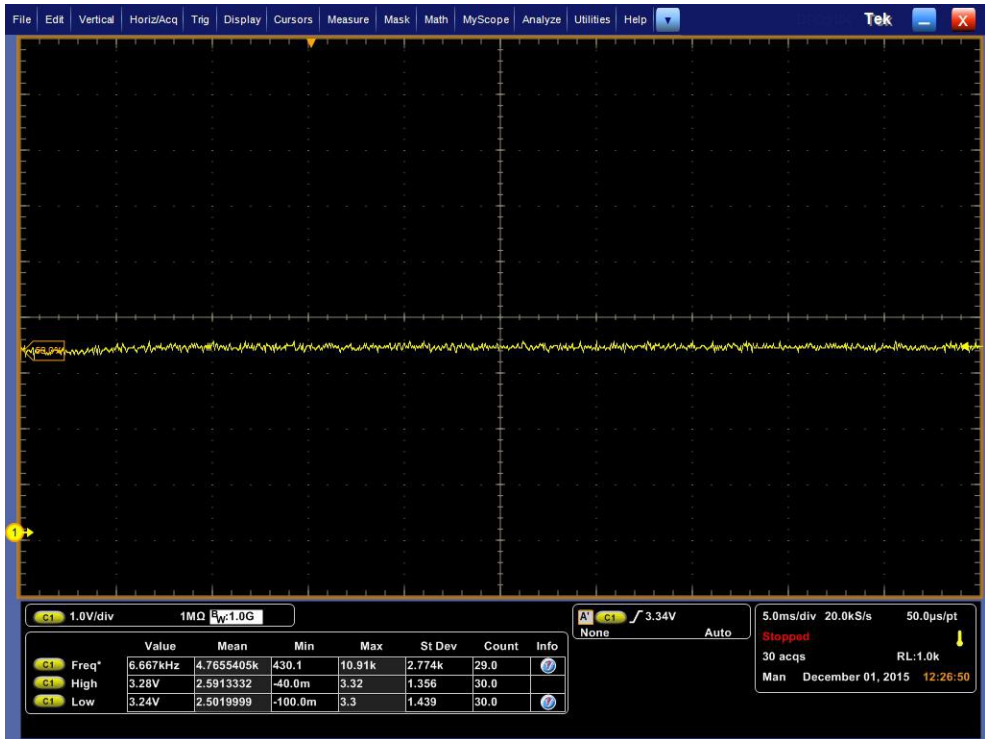 File Edit Vertical Horiz/Acq Trig Display Cursors Measure Mask Math MyScope Analyze Utilities Help Tek X
1
C1 1.0V/div 1MΩ BW:1.0G
A' C1 3.34V
None Auto
5.0ms/div 20.0kS/s 50.0µs/pt
Stopped
30 acqs RL:1.0k
Man December 01, 2015 12:26:50
Value Mean Min Max St Dev Count Info
C1 Freq* 6.667kHz 4.7655405k 430.1 10.91k 2.774k 29.0
C1 High 3.28V 2.5913332 -40.0m 3.32 1.356 30.0
C1 Low 3.24V 2.5019999 -100.0m 3.3 1.439 30.0